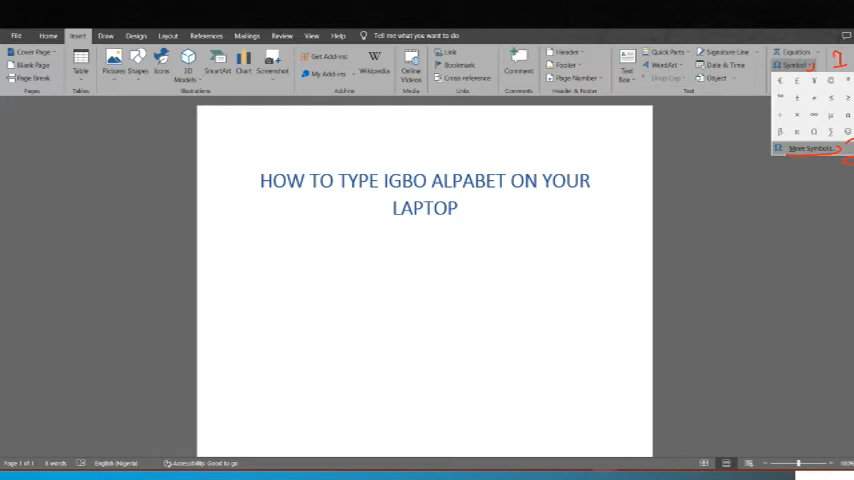 File Home Insert Draw Design Layout References Mailings Review View Help Tell me what you want to do
Cover Page
Blank Page
Page Break
Pages
Table
Tables
Pictures Shapes Icons 3D Models SmartArt Chart Screenshot
Illustrations
Get Add-ins
My Add-ins
Wikipedia
Add-ins
Online Videos
Media
Link
Bookmark
Cross-reference
Links
Comment
Comments
Header
Footer
Page Number
Header & Footer
Text Box
Quick Parts
WordArt
Drop Cap
Signature Line
Date & Time
Object
Text
π Equation
Ω Symbol
1
€ £ ¥ ©
™ ± ≠ ≤ ≥
÷ × ∞ μ α
β π Ω ∑ ☺
Ω More Symbols...
HOW TO TYPE IGBO ALPABET ON YOUR
LAPTOP
Page 1 of 1 8 words English (Nigeria) Accessibility: Good to go 100%